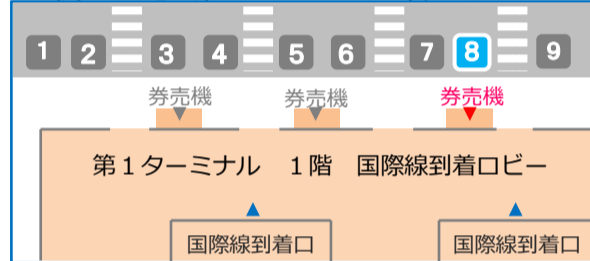 1 2 3 4 5 6 7 8 9
券売機 券売機 券売機
第1ターミナル 1階 国際線到着ロビー
国際線到着口 国際線到着口